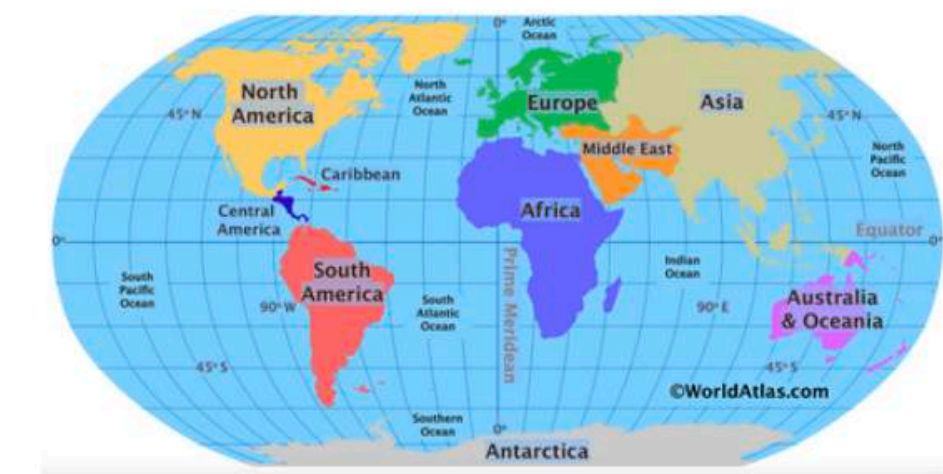 0°
Arctic
Ocean
North
America
North
Atlantic
Ocean
Europe
Asia
45° N
45° N
Middle East
North
Pacific
Ocean
Caribbean
Central
America
Africa
Equator
0°
0°
South
Pacific
Ocean
South
America
Prime Meridean
Indian
Ocean
90° W
South
Atlantic
Ocean
90° E
Australia
& Oceania
45° S
45° S
©WorldAtlas.com
Southern
Ocean
0°
Antarctica